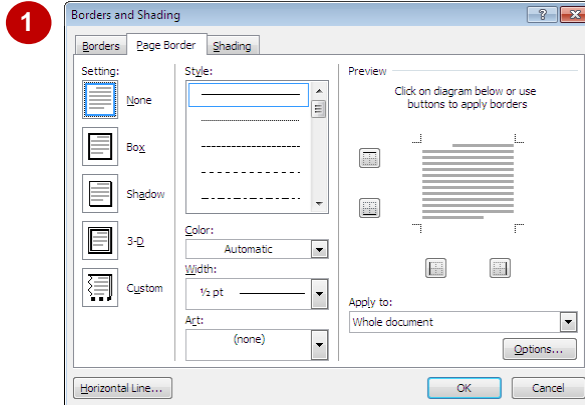 1
Borders and Shading
Borders
Page Border
Shading
Setting:
None
Box
Shadow
3-D
Custom
Style:
Color:
Automatic
Width:
½ pt
Art:
(none)
Preview
Click on diagram below or use
buttons to apply borders
Apply to:
Whole document
Options...
Horizontal Line...
OK
Cancel